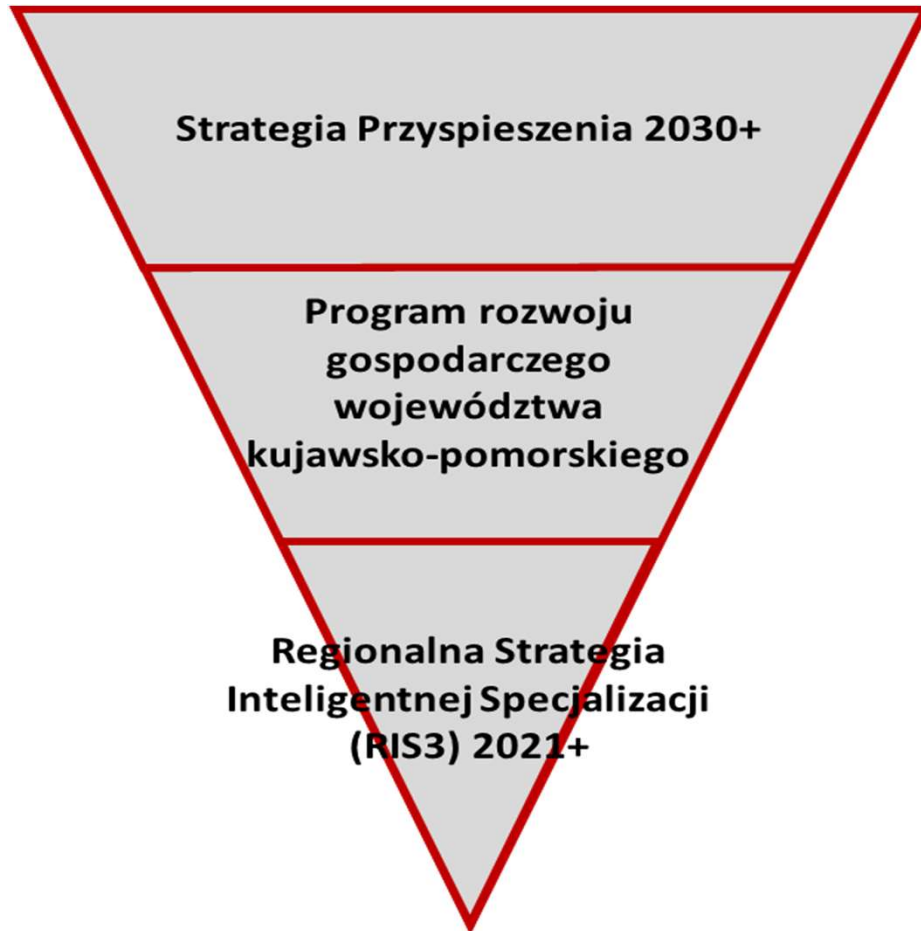 Strategia Przyspieszenia 2030+
Program rozwoju
gospodarczego
województwa
kujawsko-pomorskiego
Regionalna Strategia
Inteligentnej Specjalizacji
(RIS3) 2021+